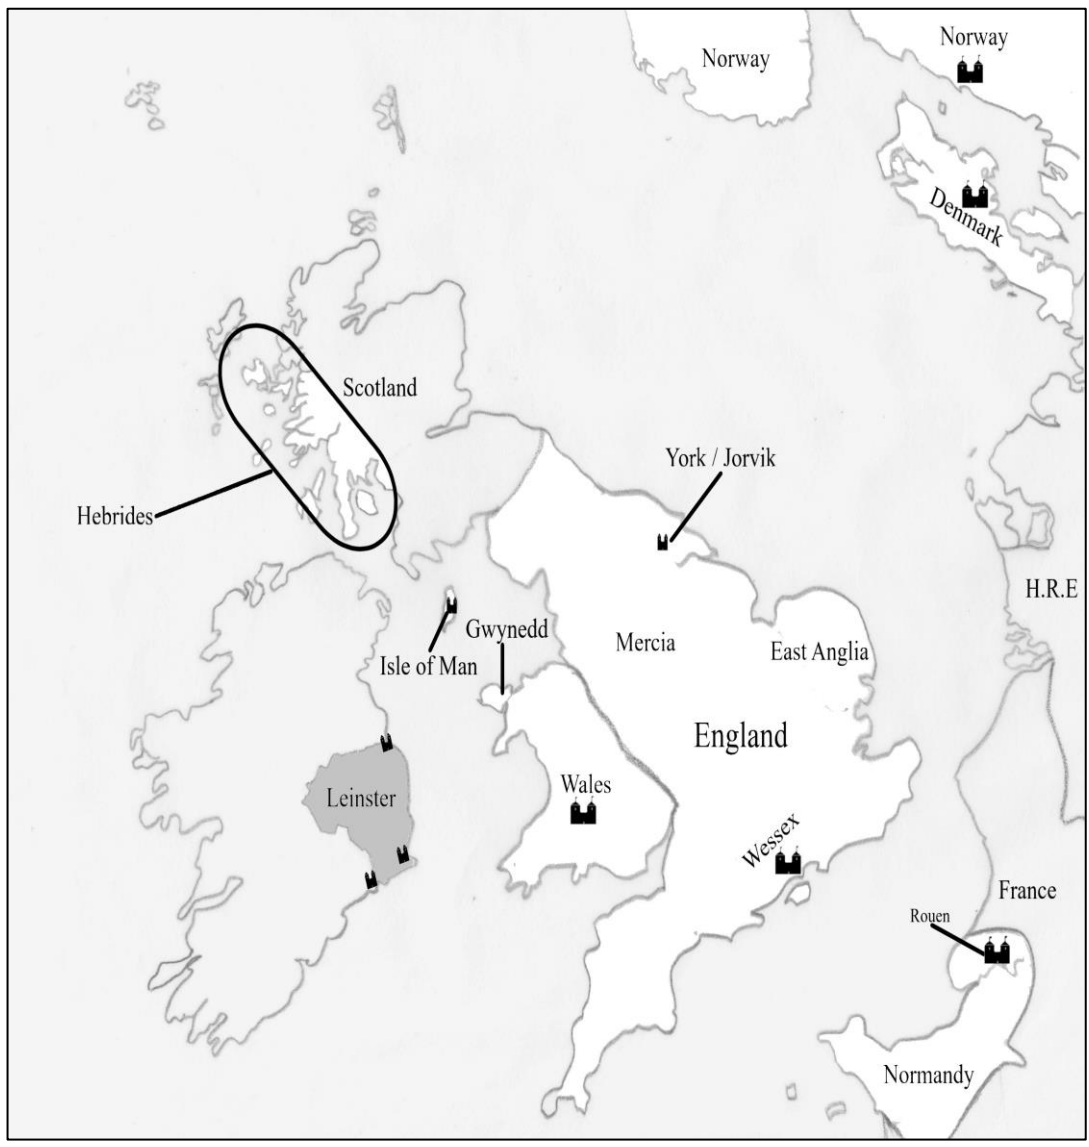 Norway
Norway
Denmark
Scotland
York / Jorvik
Hebrides
H.R.E
Gwynedd
Mercia
East Anglia
Isle of Man
England
Leinster
Wales
Wessex
France
Rouen
Normandy